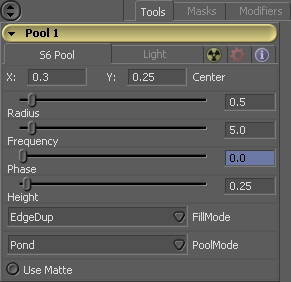 Tools Masks Modifiers
Pool 1
S6 Pool Light
X: 0.3 Y: 0.25 Center
0.5
Radius
5.0
Frequency
0.0
Phase
0.25
Height
EdgeDup FillMode
Pond PoolMode
Use Matte